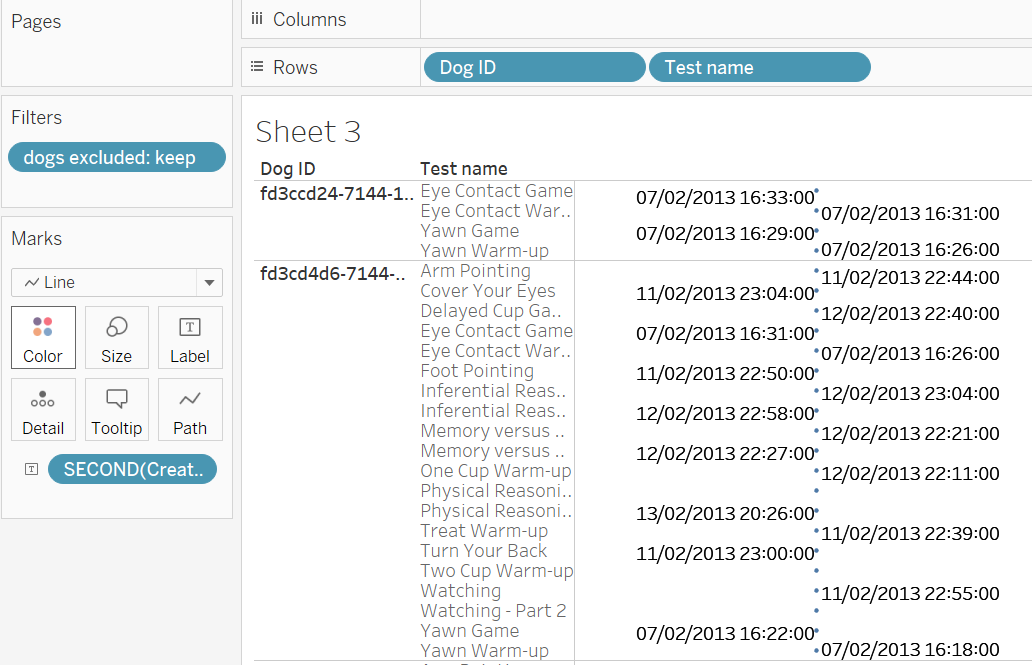 Pages
Columns
Rows
Dog ID
Test name
Filters
dogs excluded: keep
Marks
Line
Color
Size
Label
Detail
Tooltip
Path
SECOND(Creat..
Sheet 3
Dog ID Test name
fd3ccd24-7144-1.. Eye Contact Game 07/02/2013 16:33:00
Eye Contact War.. 07/02/2013 16:31:00
Yawn Game 07/02/2013 16:29:00
Yawn Warm-up 07/02/2013 16:26:00
fd3cd4d6-7144-.. Arm Pointing 11/02/2013 22:44:00
Cover Your Eyes 11/02/2013 23:04:00
Delayed Cup Ga.. 12/02/2013 22:40:00
Eye Contact Game 07/02/2013 16:31:00
Eye Contact War.. 07/02/2013 16:26:00
Foot Pointing 11/02/2013 22:50:00
Inferential Reas.. 12/02/2013 23:04:00
Inferential Reas.. 12/02/2013 22:58:00
Memory versus .. 12/02/2013 22:21:00
Memory versus .. 12/02/2013 22:27:00
One Cup Warm-up 12/02/2013 22:11:00
Physical Reasoni..
Physical Reasoni.. 13/02/2013 20:26:00
Treat Warm-up 11/02/2013 22:39:00
Turn Your Back 11/02/2013 23:00:00
Two Cup Warm-up
Watching 11/02/2013 22:55:00
Watching - Part 2
Yawn Game 07/02/2013 16:22:00
Yawn Warm-up 07/02/2013 16:18:00